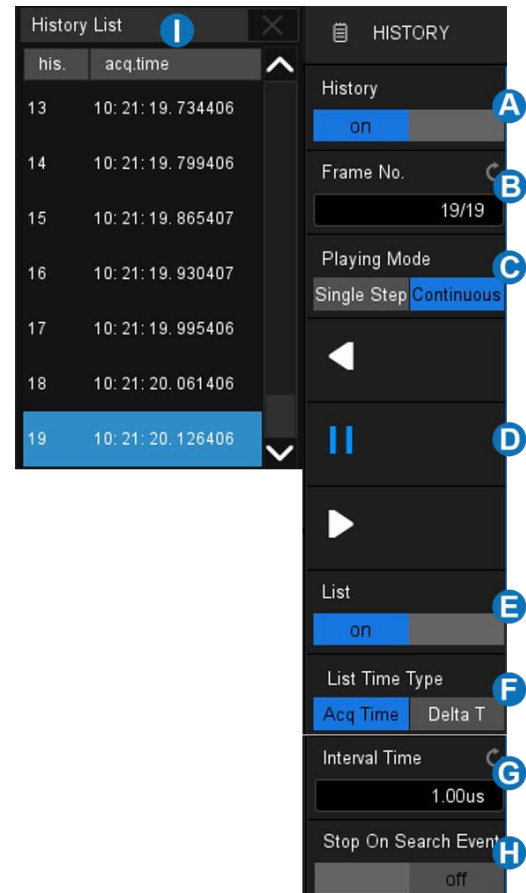 History List I
his. acq.time
13 10: 21: 19. 734406
14 10: 21: 19. 799406
15 10: 21: 19. 865407
16 10: 21: 19. 930407
17 10: 21: 19. 995406
18 10: 21: 20. 061406
19 10: 21: 20. 126406
HISTORY
History
A
on
Frame No.
B
19/19
Playing Mode
C
Single Step Continuous
D
List
E
on
List Time Type
F
Acq Time Delta T
Interval Time
G
1.00us
Stop On Search Event
H
off